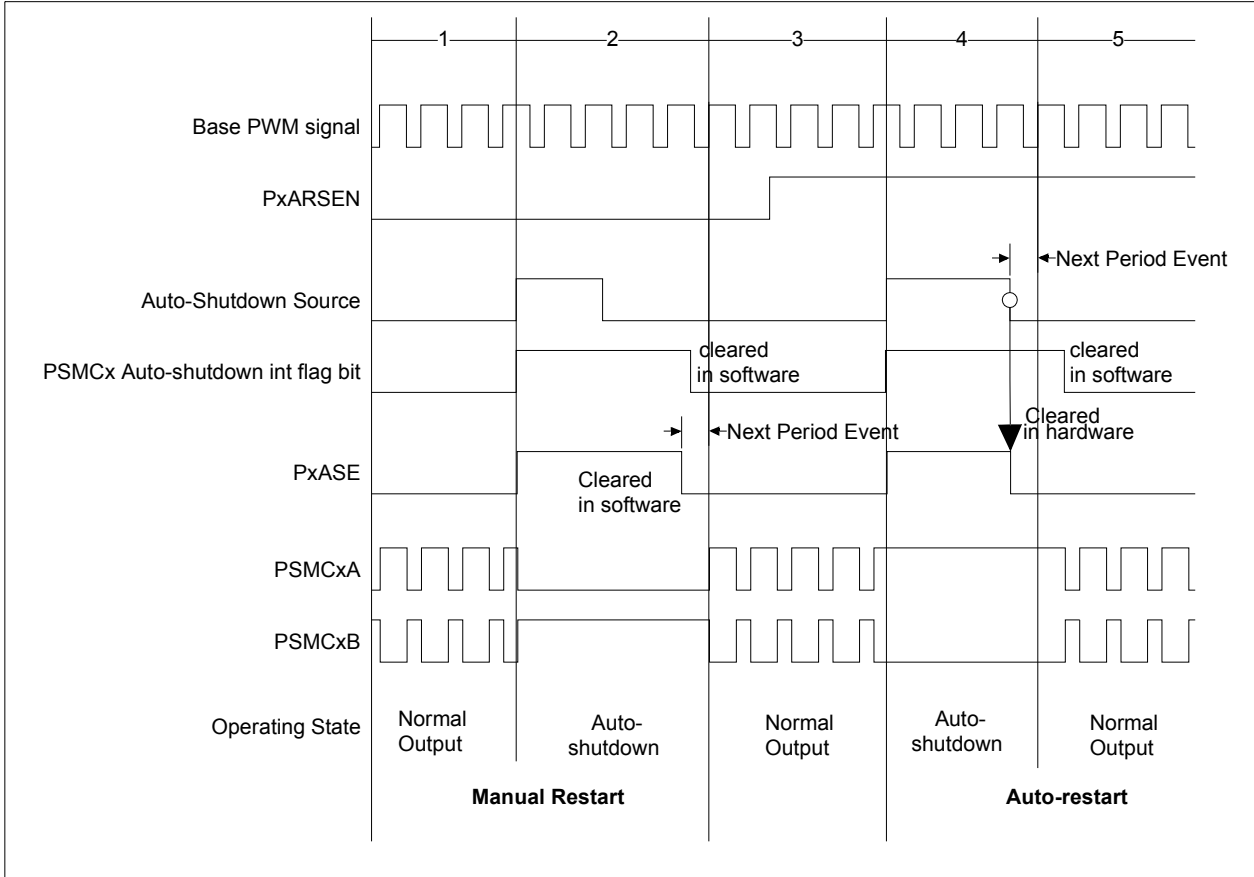 1
2
3
4
5
Base PWM signal
PxARSEN
Next Period Event
Auto-Shutdown Source
cleared
in software
cleared
in software
PSMCx Auto-shutdown int flag bit
Next Period Event
Cleared
in hardware
PxASE
Cleared
in software
PSMCxA
PSMCxB
Operating State
Normal
Output
Auto-
shutdown
Normal
Output
Auto-
shutdown
Normal
Output
Manual Restart
Auto-restart